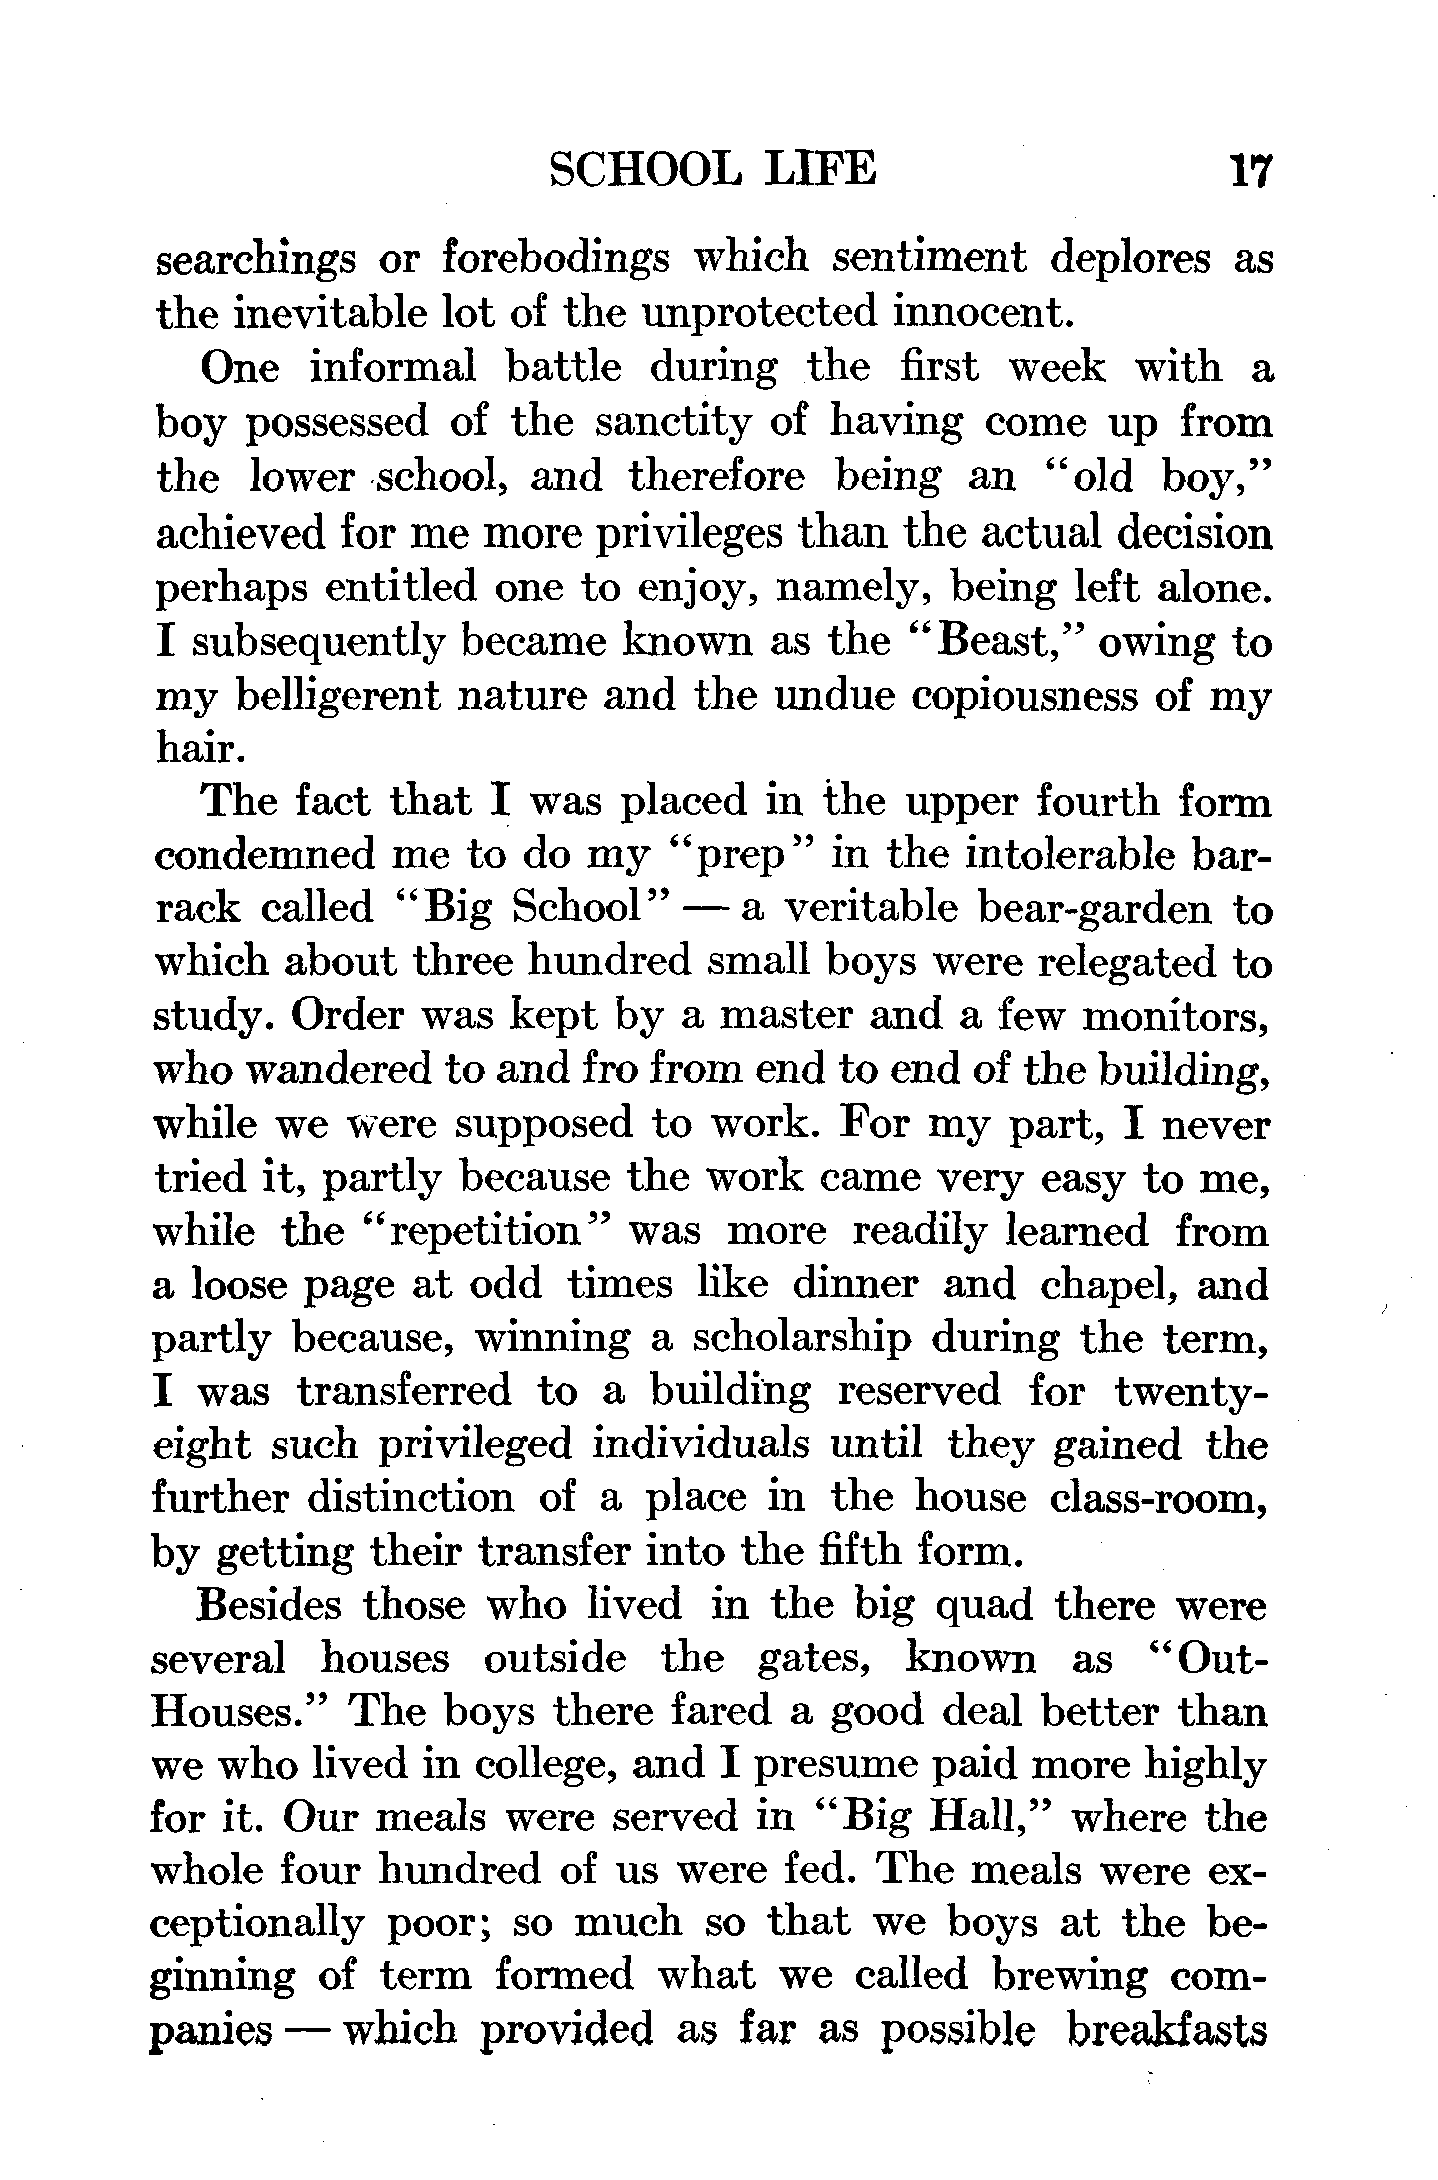 SCHOOL LIFE 17
searchings or forebodings which sentiment deplores as
the inevitable lot of the unprotected innocent.
One informal battle during the first week with a
boy possessed of the sanctity of having come up from
the lower school, and therefore being an "old boy,"
achieved for me more privileges than the actual decision
perhaps entitled one to enjoy, namely, being left alone.
I subsequently became known as the "Beast," owing to
my belligerent nature and the undue copiousness of my
hair.
The fact that I was placed in the upper fourth form
condemned me to do my "prep" in the intolerable bar-
rack called "Big School" — a veritable bear-garden to
which about three hundred small boys were relegated to
study. Order was kept by a master and a few monitors,
who wandered to and fro from end to end of the building,
while we were supposed to work. For my part, I never
tried it, partly because the work came very easy to me,
while the "repetition" was more readily learned from
a loose page at odd times like dinner and chapel, and
partly because, winning a scholarship during the term,
I was transferred to a building reserved for twenty-
eight such privileged individuals until they gained the
further distinction of a place in the house class-room,
by getting their transfer into the fifth form.
Besides those who lived in the big quad there were
several houses outside the gates, known as "Out-
Houses." The boys there fared a good deal better than
we who lived in college, and I presume paid more highly
for it. Our meals were served in "Big Hall," where the
whole four hundred of us were fed. The meals were ex-
ceptionally poor; so much so that we boys at the be-
ginning of term formed what we called brewing com-
panies — which provided as far as possible breakfasts